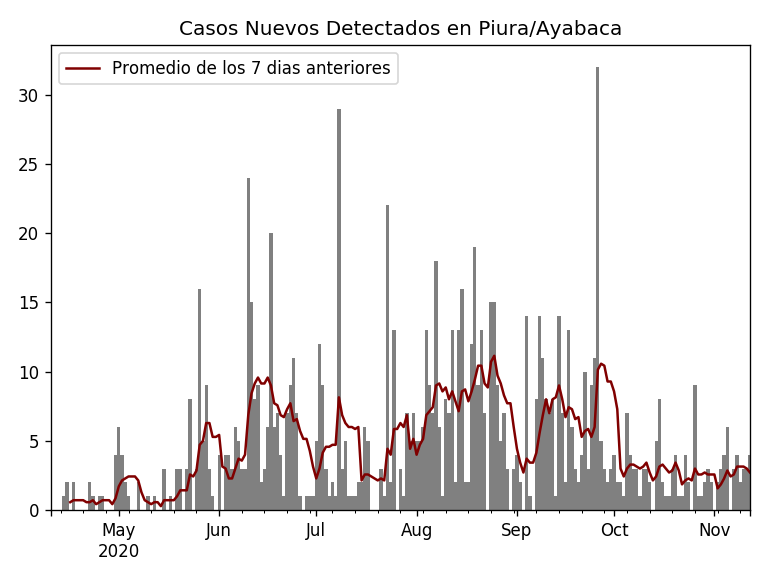 Casos Nuevos Detectados en Piura/Ayabaca
Promedio de los 7 dias anteriores
30
25
20
15
10
5
0
May Jun Jul Aug Sep Oct Nov
2020